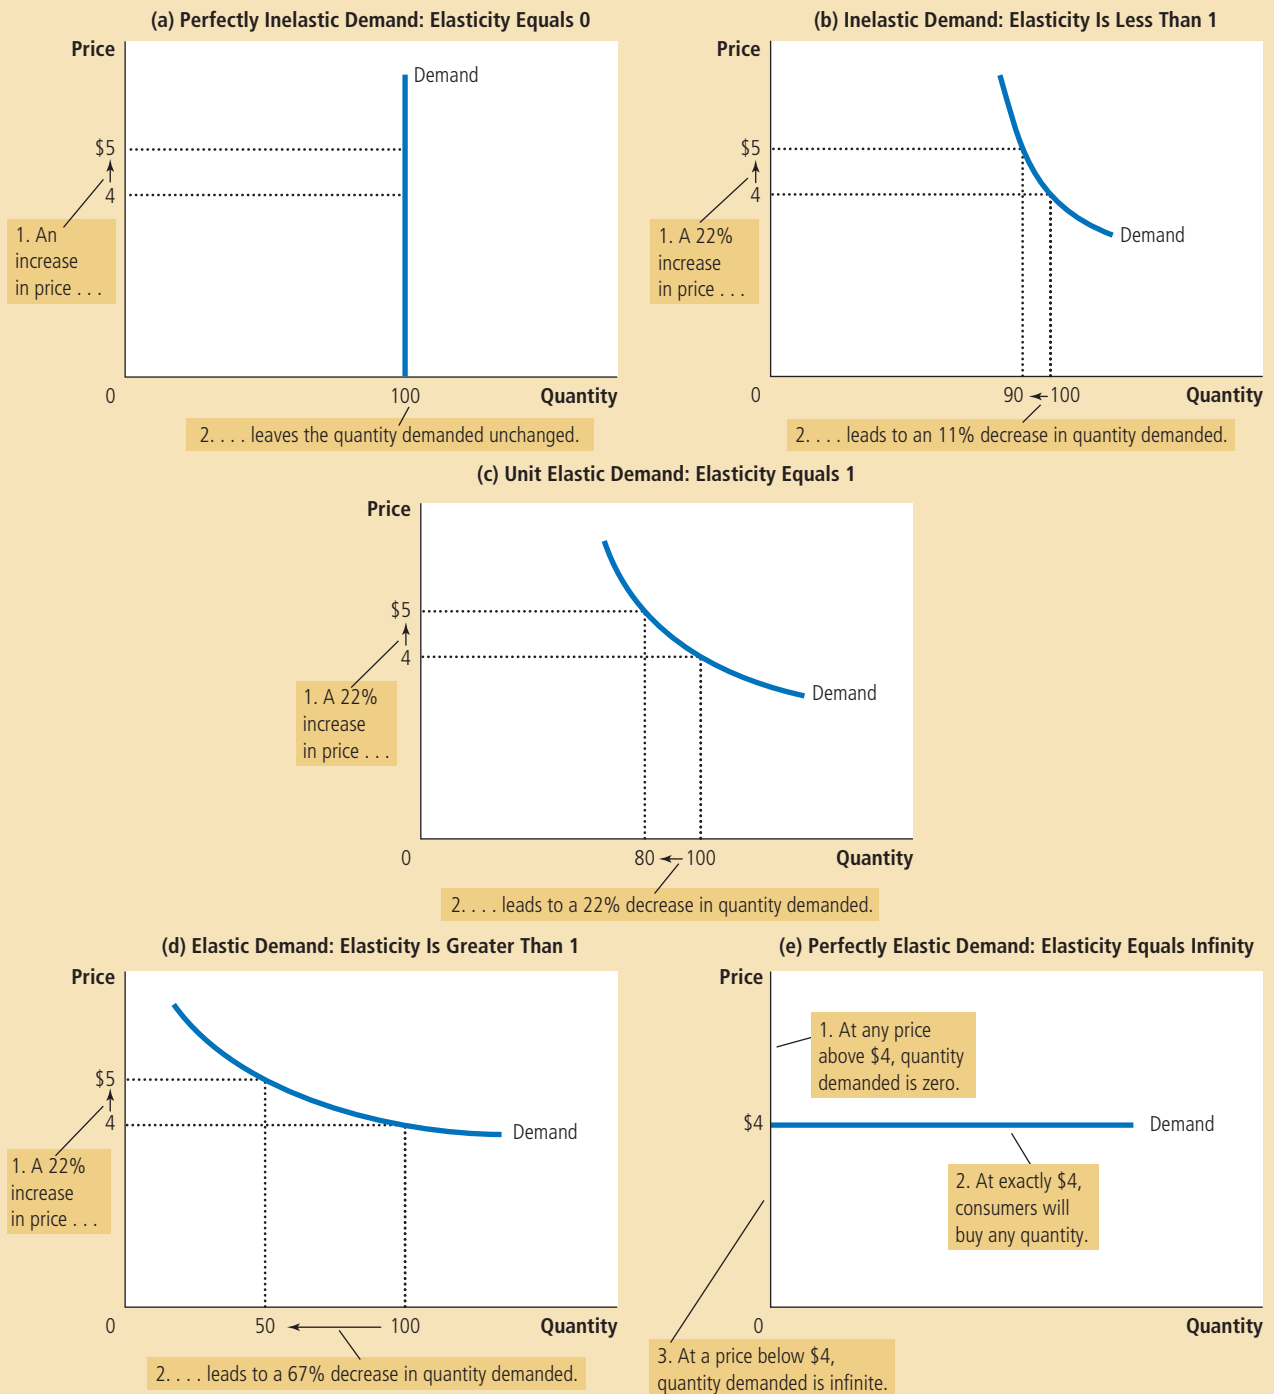 (a) Perfectly Inelastic Demand: Elasticity Equals 0
Price
Demand
$5
4
1. An
increase
in price . . .
0
100
Quantity
2. . . . leaves the quantity demanded unchanged.
(b) Inelastic Demand: Elasticity Is Less Than 1
Price
$5
4
Demand
1. A 22%
increase
in price . . .
0
90
100
Quantity
2. . . . leads to an 11% decrease in quantity demanded.
(c) Unit Elastic Demand: Elasticity Equals 1
Price
$5
4
Demand
1. A 22%
increase
in price . . .
0
80
100
Quantity
2. . . . leads to a 22% decrease in quantity demanded.
(d) Elastic Demand: Elasticity Is Greater Than 1
Price
$5
4
Demand
1. A 22%
increase
in price . . .
0
50
100
Quantity
2. . . . leads to a 67% decrease in quantity demanded.
(e) Perfectly Elastic Demand: Elasticity Equals Infinity
Price
1. At any price
above $4, quantity
demanded is zero.
$4
Demand
2. At exactly $4,
consumers will
buy any quantity.
0
Quantity
3. At a price below $4,
quantity demanded is infinite.